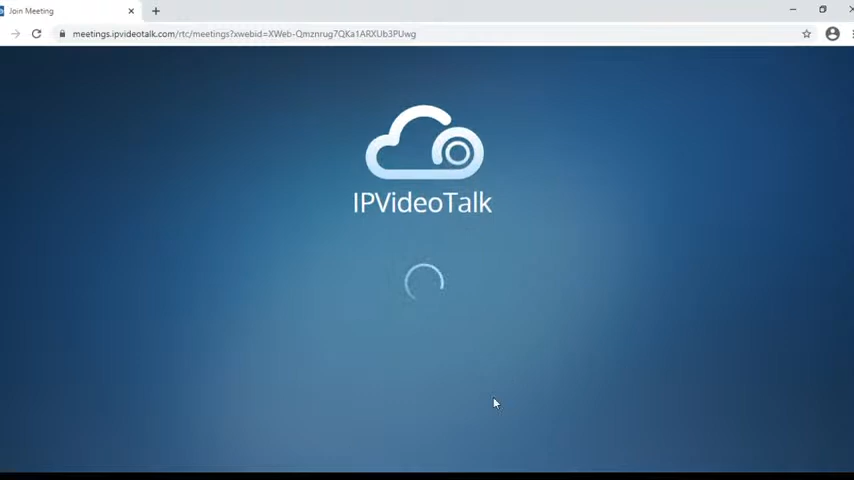 Join Meeting
meetings.ipvideotalk.com/rtc/meetings?xwebid=XWeb-Qmznrug7QKa1ARXUb3PUwg
IPVideoTalk